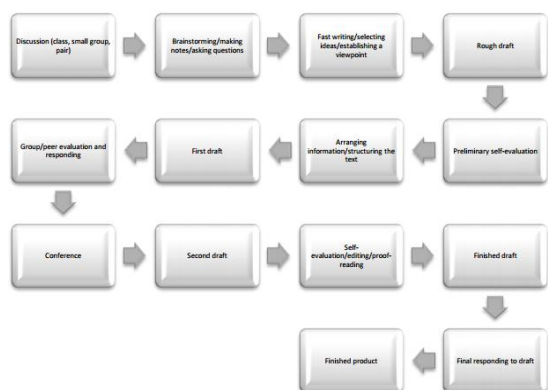 Discussion (class, small group,
pair)
Brainstorming/making
notes/asking questions
Fast writing/selecting
ideas/establishing a
viewpoint
Rough draft
Preliminary self-evaluation
Arranging
information/structuring the
text
First draft
Group/peer evaluation and
responding
Conference
Second draft
Self-
evaluation/editing/proof-
reading
Finished draft
Final responding to draft
Finished product